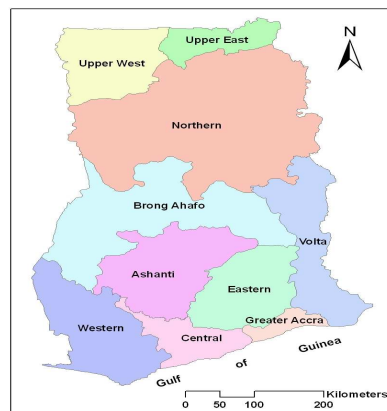 Upper East
Upper West
N
Northern
Brong Ahafo
Volta
Ashanti
Eastern
Greater Accra
Western
Central
Gulf of Guinea
Kilometers
0 50 100 200